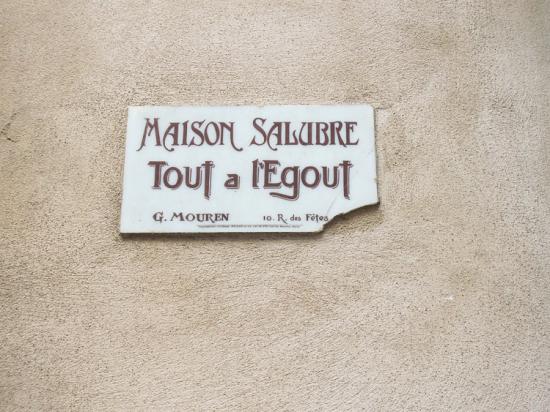 MAISON SALUBRE
Tout a l'Egout
G. MOUREN 10. R. des Fêtes